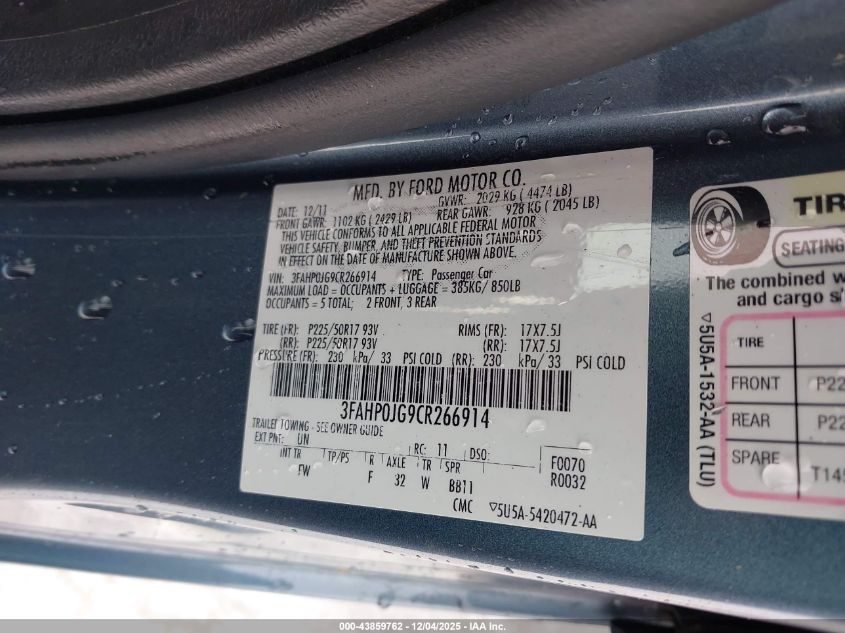 MFD. BY FORD MOTOR CO.
DATE: 12/11 GVWR: 2029 KG ( 4474 LB)
FRONT GAWR: 1102 KG ( 2429 LB) REAR GAWR: 928 KG ( 2045 LB)
THIS VEHICLE CONFORMS TO ALL APPLICABLE FEDERAL MOTOR
VEHICLE SAFETY, BUMPER, AND THEFT PREVENTION STANDARDS
IN EFFECT ON THE DATE OF MANUFACTURE SHOWN ABOVE.
VIN: 3FAHP0JG9CR266914 TYPE: Passenger Car
MAXIMUM LOAD = OCCUPANTS + LUGGAGE = 385KG/ 850LB
OCCUPANTS = 5 TOTAL; 2 FRONT, 3 REAR
TIRE (FR): P225/50R17 93V RIMS (FR): 17X7.5J
(RR): P225/50R17 93V (RR): 17X7.5J
PRESSURE (FR): 230 kPa/ 33 PSI COLD (RR): 230 kPa/ 33 PSI COLD
3FAHP0JG9CR266914
TRAILER TOWING - SEE OWNER GUIDE
EXT PNT: UN RC: 11 DSO:
INT TR TP/PS R AXLE TR SPR F0070
FW F 32 W BB11 R0032
CMC ▽5U5A-5420472-AA
TIR
SEATING
The combined w
and cargo s
TIRE
FRONT P22
REAR P22
SPARE T145
▽5U5A-1532-AA (TLU)
000-43859762 - 12/04/2025 - IAA Inc.